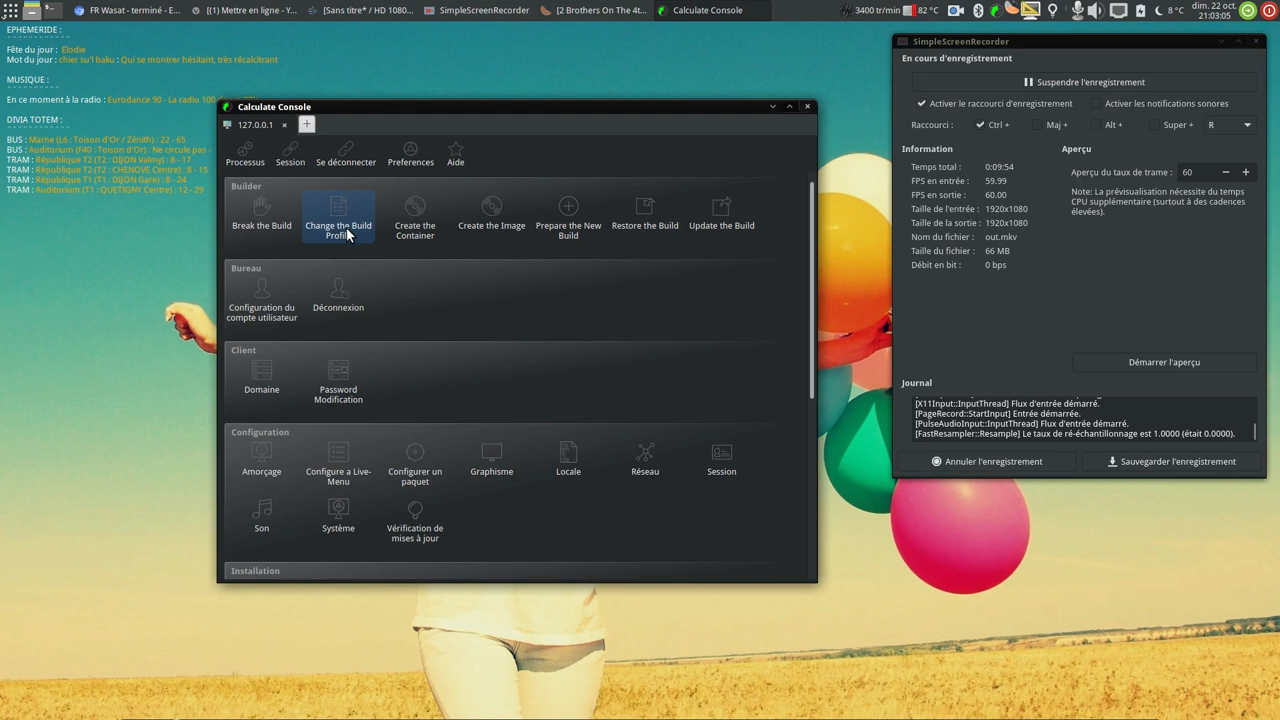 FR Wasat - terminé - E...
[(1) Mettre en ligne - Y...
[Sans titre* / HD 1080...
SimpleScreenRecorder
[2 Brothers On The 4t...
Calculate Console
3400 tr/min
82 °C
8 °C
dim. 22 oct.
21:03:05
EPHEMERIDE :
Fête du jour : Elodie
Mot du jour : chier su'l baku : Qui se montrer hésitant, très récalcitrant
MUSIQUE :
En ce moment à la radio : Eurodance 90 - La radio 100
DIVIA TOTEM :
BUS : Marne (L6 : Toison d'Or / Zénith) : 22 - 65
BUS : Auditorium (F40 : Toison d'Or) : Ne circule pas -
TRAM : République T2 (T2 : DIJON Valmy) : 8 - 17
TRAM : République T2 (T2 : CHENOVE Centre) : 8 - 15
TRAM : République T1 (T1 : DIJON Gare) : 8 - 24
TRAM : Auditorium (T1 : QUETIGNY Centre) : 12 - 29
Calculate Console
127.0.0.1
Processus
Session
Se déconnecter
Preferences
Aide
Builder
Break the Build
Change the Build
Profile
Create the
Container
Create the Image
Prepare the New
Build
Restore the Build
Update the Build
Bureau
Configuration du
compte utilisateur
Déconnexion
Client
Domaine
Password
Modification
Configuration
Amorçage
Configure a Live-
Menu
Configurer un
paquet
Graphisme
Locale
Réseau
Session
Son
Système
Vérification de
mises à jour
Installation
SimpleScreenRecorder
En cours d'enregistrement
Suspendre l'enregistrement
Activer le raccourci d'enregistrement
Activer les notifications sonores
Raccourci :
Ctrl +
Maj +
Alt +
Super +
R
Information
Temps total : 0:09:54
FPS en entrée : 59.99
FPS en sortie : 60.00
Taille de l'entrée : 1920x1080
Taille de la sortie : 1920x1080
Nom du fichier : out.mkv
Taille du fichier : 66 MB
Débit en bit : 0 bps
Aperçu
Aperçu du taux de trame : 60
Note: La prévisualisation nécesite du temps
CPU supplémentaire (surtout à des cadences
élevées).
Démarrer l'aperçu
Journal
[X11Input::InputThread] Flux d'entrée démarré.
[PageRecord::StartInput] Entrée démarrée.
[PulseAudioInput::InputThread] Flux d'entrée démarré.
[FastResampler::Resample] Le taux de ré-échantillonnage est 1.0000 (était 0.0000).
Annuler l'enregistrement
Sauvegarder l'enregistrement